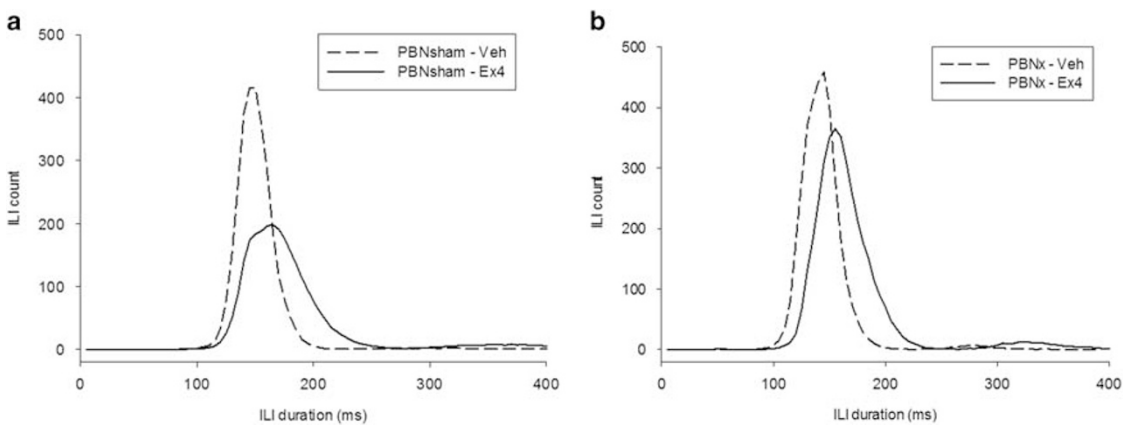 a
500
400
300
200
100
0
ILI count
PBNsham - Veh
PBNsham - Ex4
0 100 200 300 400
ILI duration (ms)
b
500
400
300
200
100
0
ILI count
PBNx - Veh
PBNx - Ex4
0 100 200 300 400
ILI duration (ms)